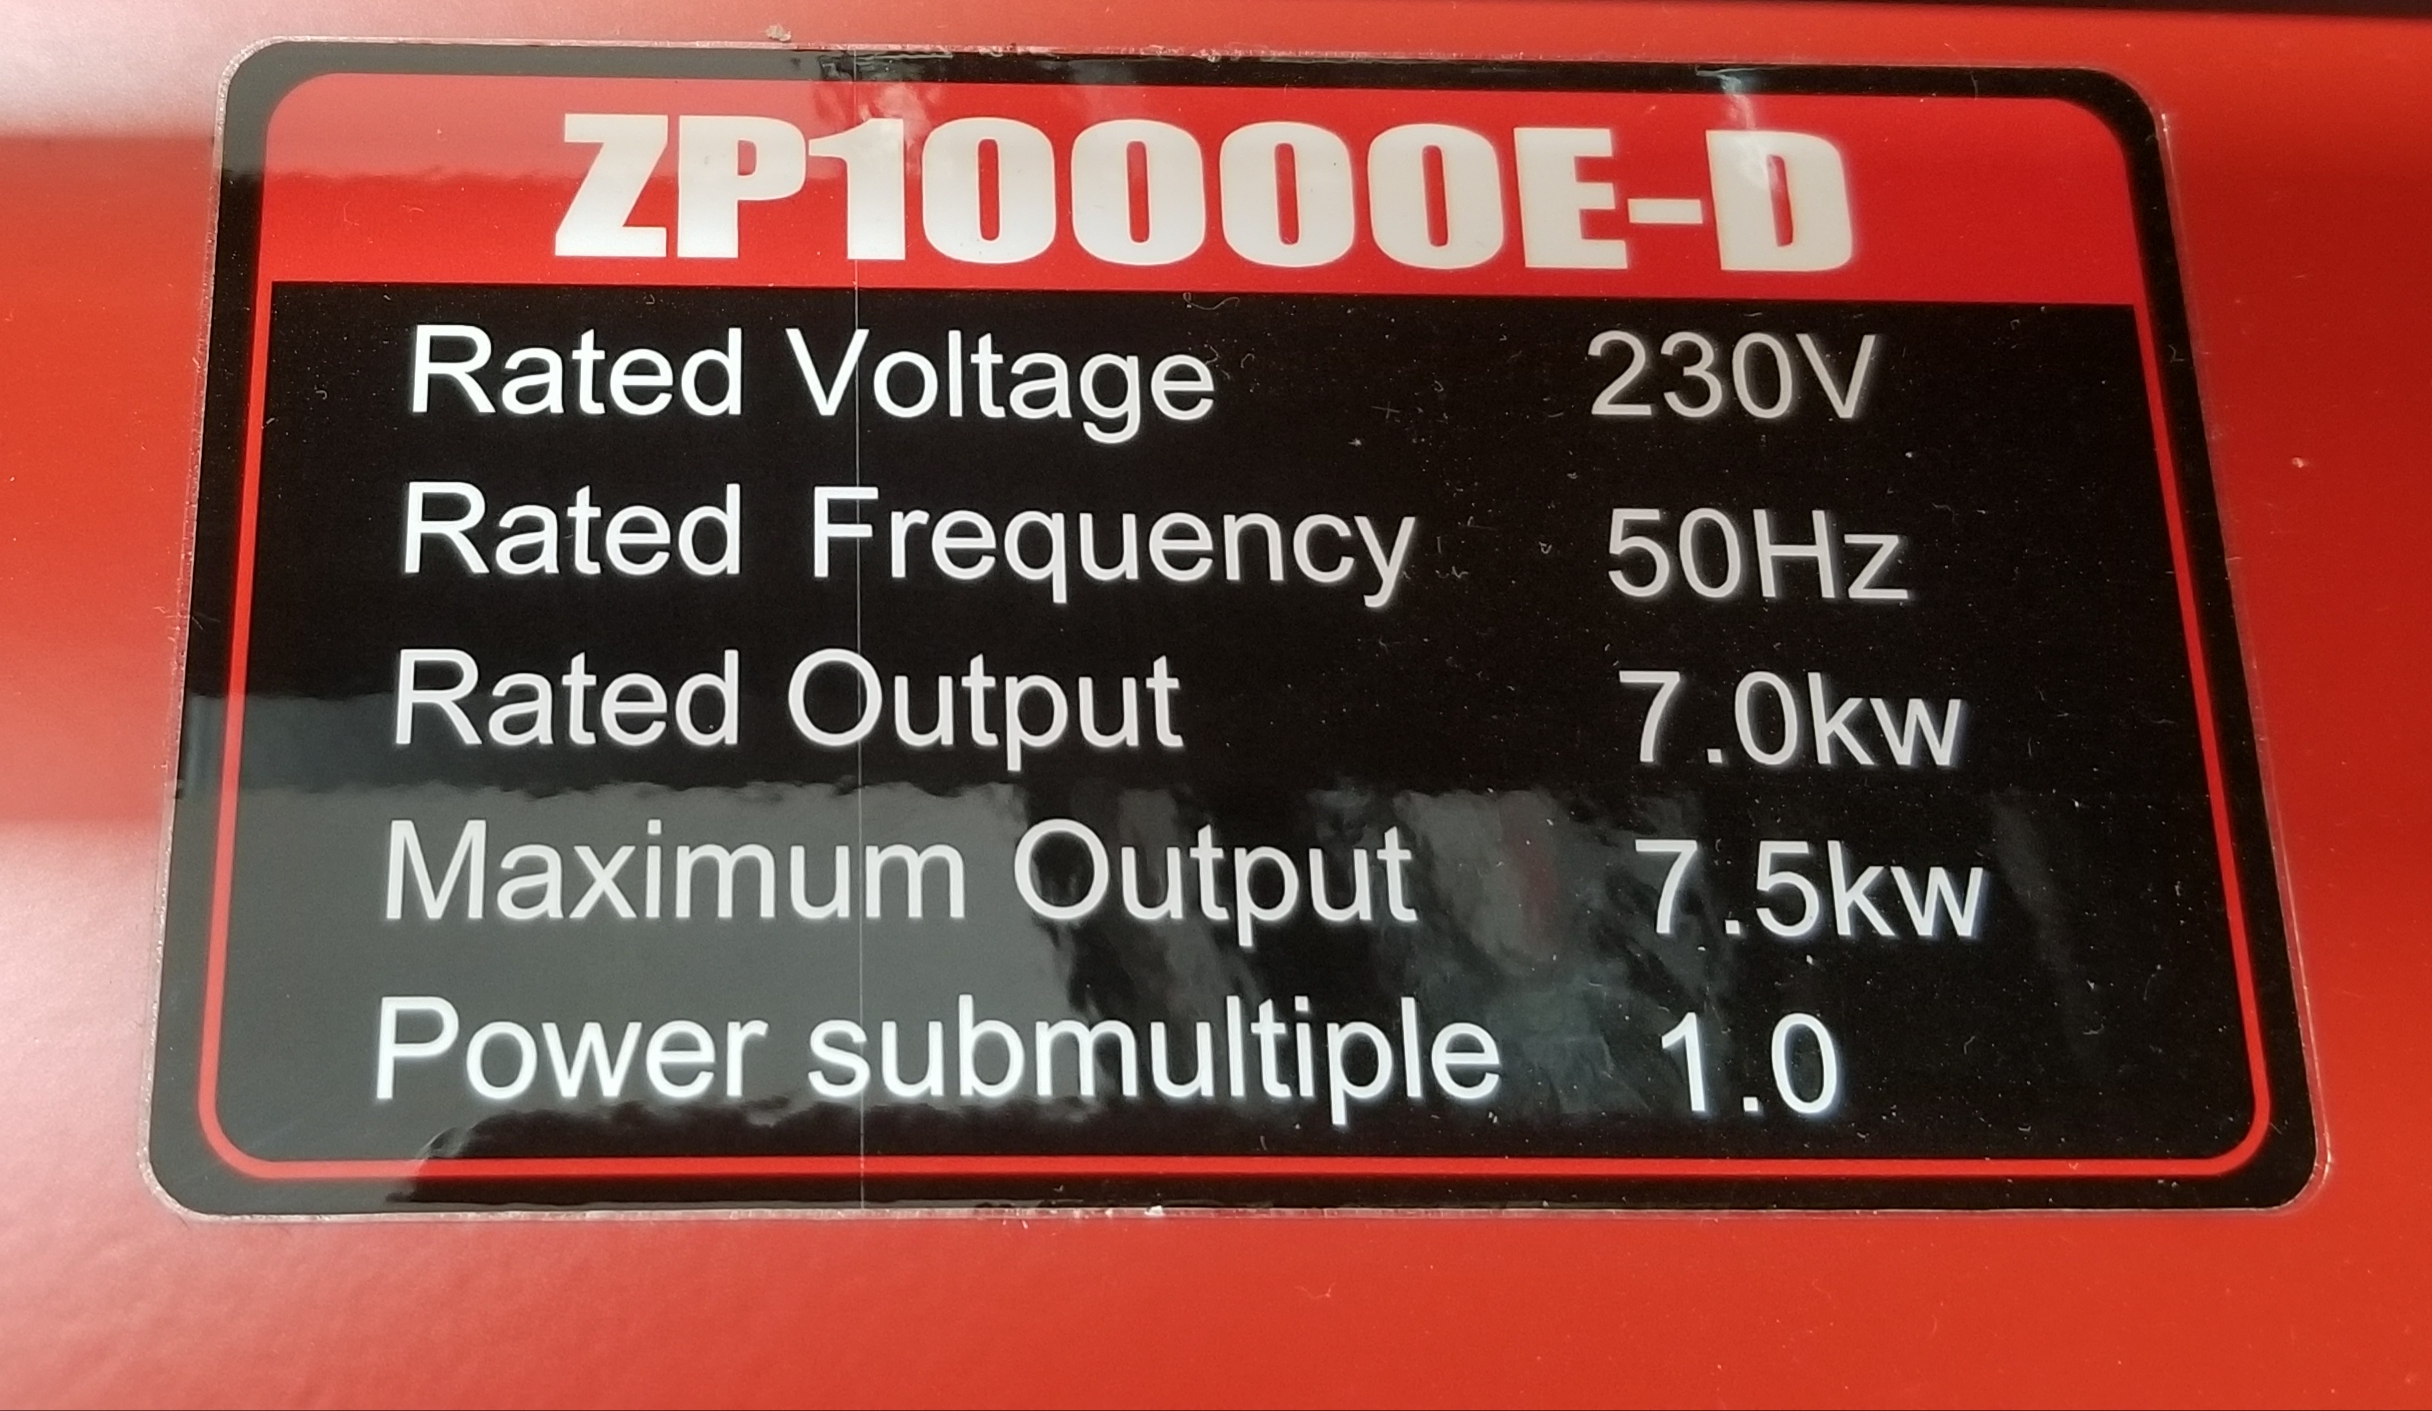 ZP10000E-D
Rated Voltage 230V
Rated Frequency 50Hz
Rated Output 7.0kw
Maximum Output 7.5kw
Power submultiple 1.0